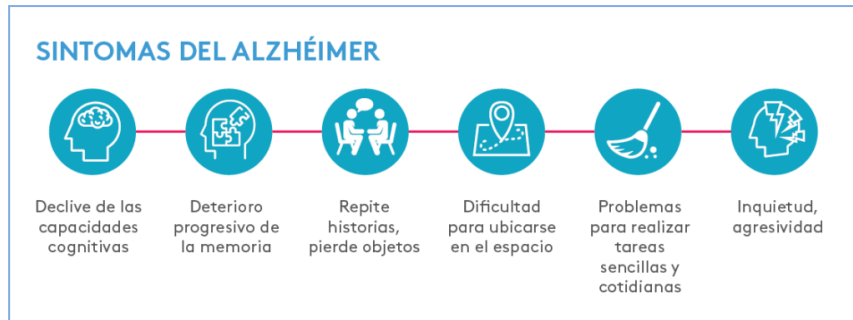 SINTOMAS DEL ALZHÉIMER
Declive de las
capacidades
cognitivas
Deterioro
progresivo de
la memoria
Repite
historias,
pierde objetos
Dificultad
para ubicarse
en el espacio
Problemas
para realizar
tareas
sencillas y
cotidianas
Inquietud,
agresividad